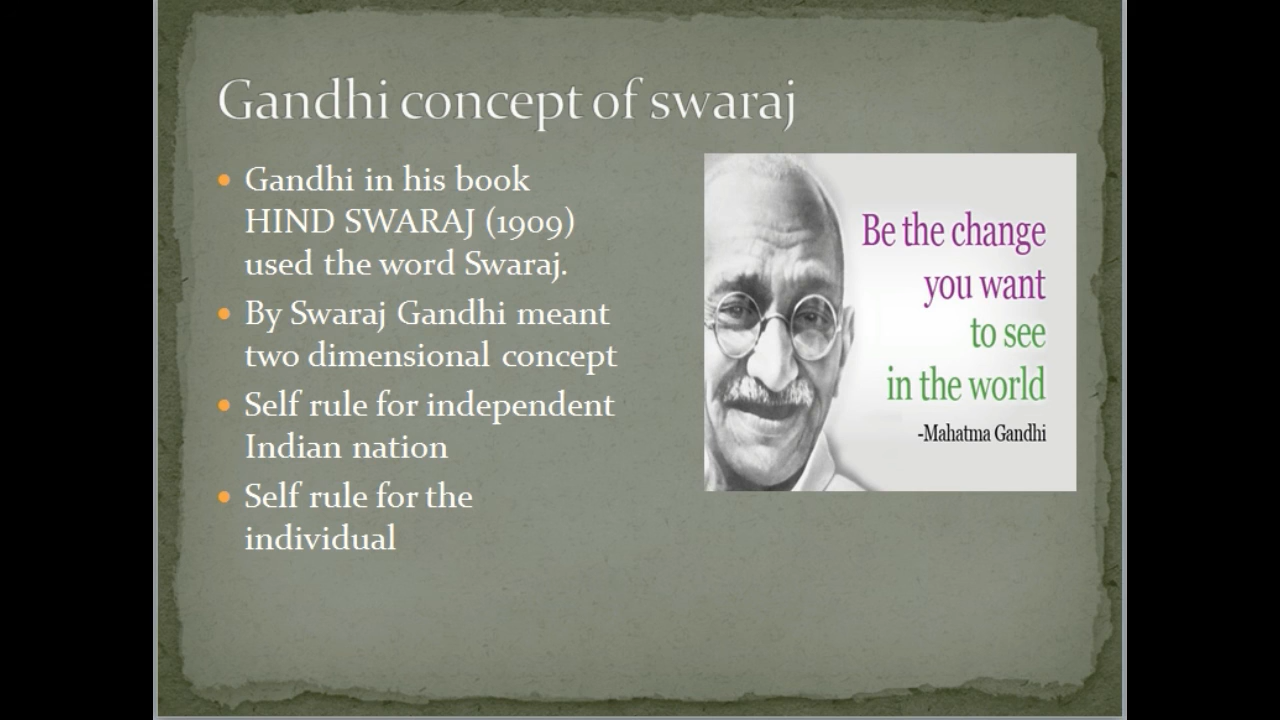 Gandhi concept of swaraj
Gandhi in his book
HIND SWARAJ (1909)
used the word Swaraj.
By Swaraj Gandhi meant
two dimensional concept
Self rule for independent
Indian nation
Self rule for the
individual
Be the change
you want
to see
in the world
-Mahatma Gandhi